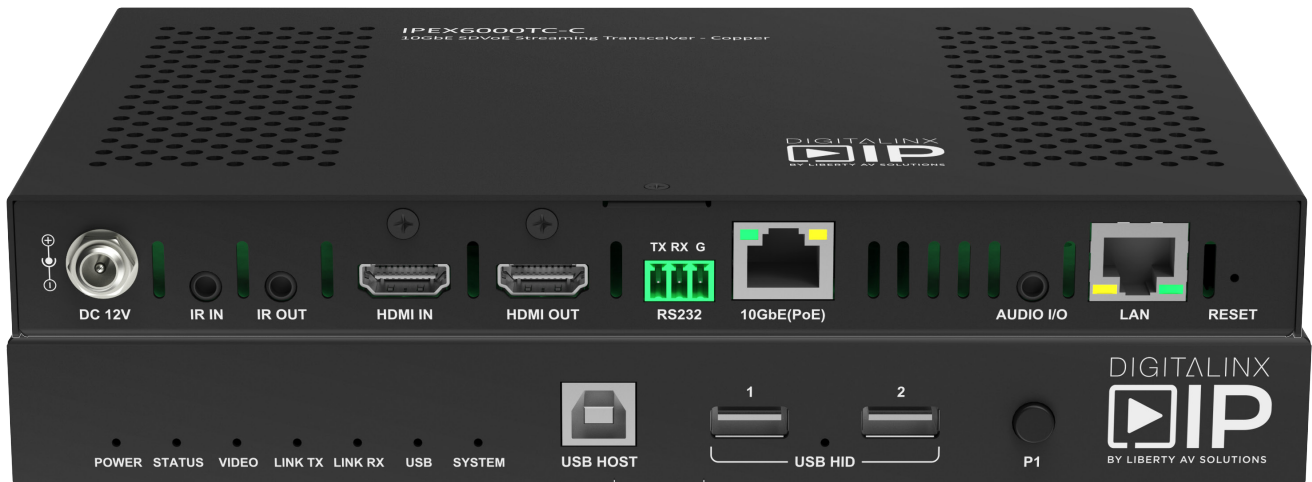 IPEX6000TC-C
10GbE SDVoE Streaming Transceiver - Copper
DIGITALINX
IP
BY LIBERTY AV SOLUTIONS
TX RX G
DC 12V IR IN IR OUT HDMI IN HDMI OUT RS232 10GbE(PoE) AUDIO I/O LAN RESET
DIGITALINX
IP
BY LIBERTY AV SOLUTIONS
1 2
POWER STATUS VIDEO LINK TX LINK RX USB SYSTEM USB HOST USB HID P1